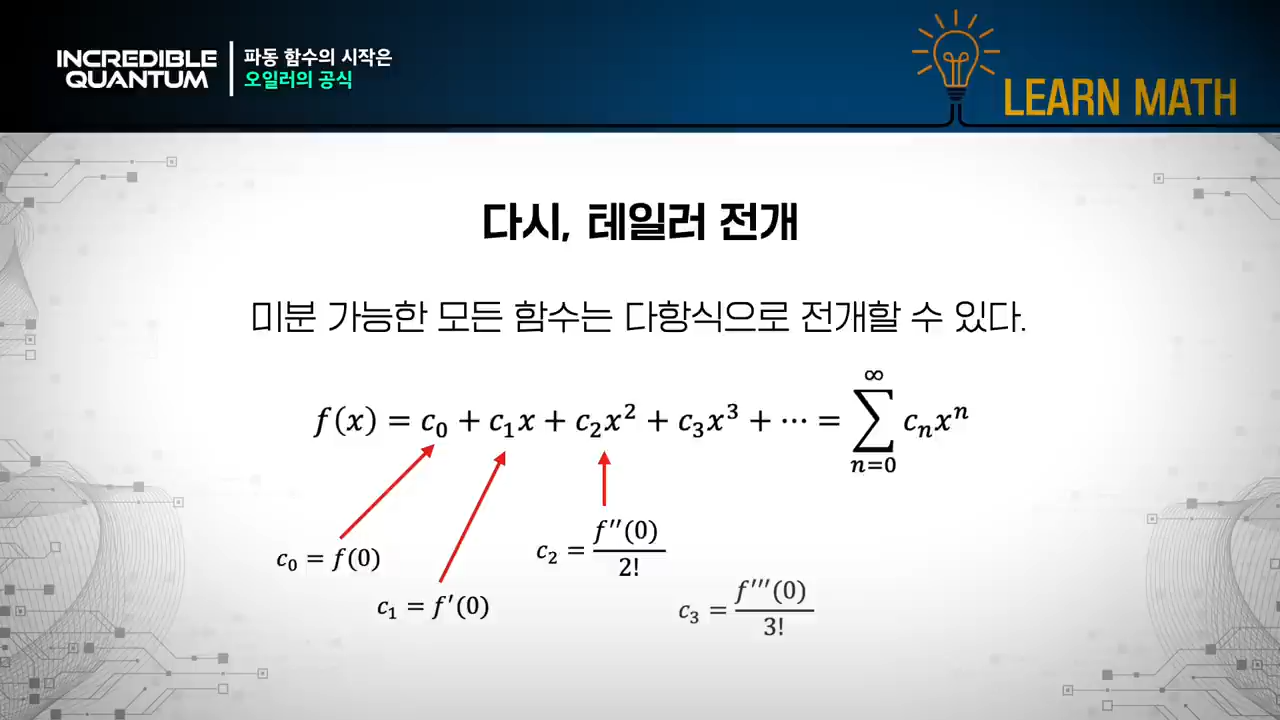 INCREDIBLE
QUANTUM
파동 함수의 시작은
오일러의 공식
LEARN MATH
다시, 테일러 전개
미분 가능한 모든 함수는 다항식으로 전개할 수 있다.
f(x) = c₀ + c₁x + c₂x² + c₃x³ + ⋯ = ∑_{n=0}^{∞} cₙxⁿ
c₀ = f(0)
c₁ = f′(0)
c₂ = f″(0)/2!
c₃ = f‴(0)/3!